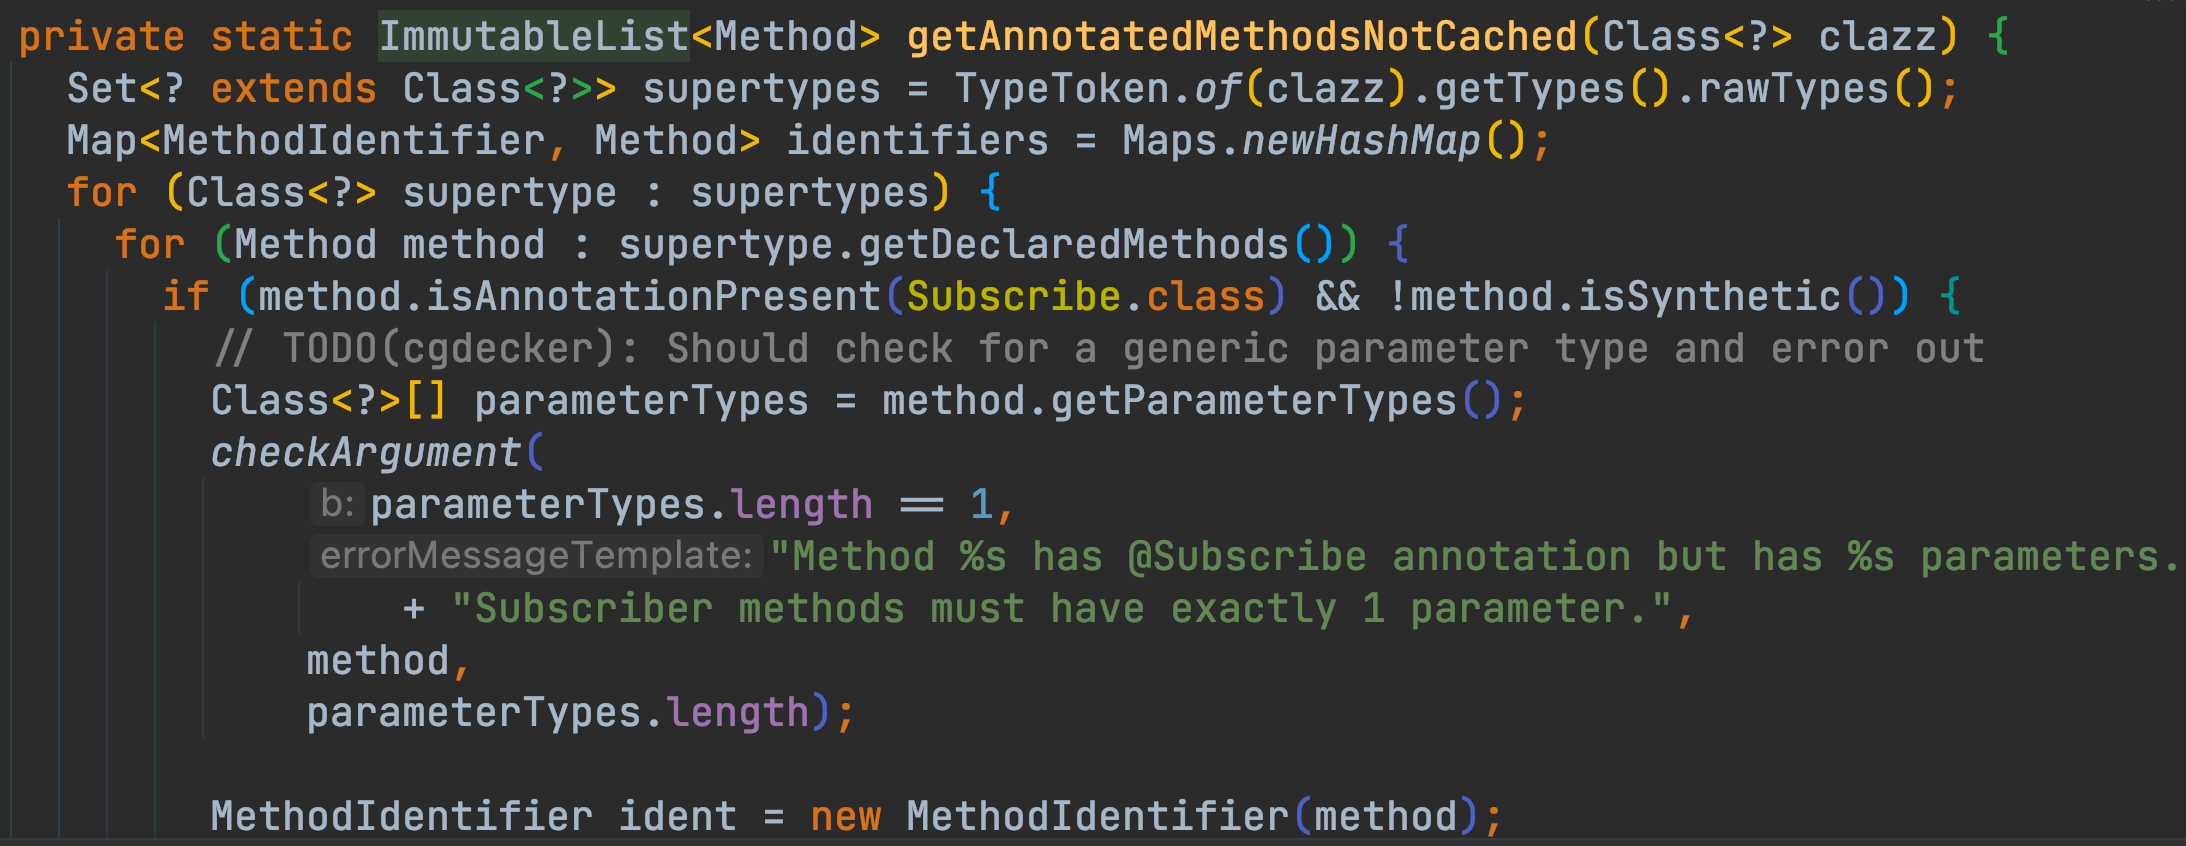 private static ImmutableList<Method> getAnnotatedMethodsNotCached(Class<?> clazz) {
Set<? extends Class<?>> supertypes = TypeToken.of(clazz).getTypes().rawTypes();
Map<MethodIdentifier, Method> identifiers = Maps.newHashMap();
for (Class<?> supertype : supertypes) {
for (Method method : supertype.getDeclaredMethods()) {
if (method.isAnnotationPresent(Subscribe.class) && !method.isSynthetic()) {
// TODO(cgdecker): Should check for a generic parameter type and error out
Class<?>[] parameterTypes = method.getParameterTypes();
checkArgument(
b: parameterTypes.length == 1,
errorMessageTemplate: "Method %s has @Subscribe annotation but has %s parameters.
+ "Subscriber methods must have exactly 1 parameter.",
method,
parameterTypes.length);
MethodIdentifier ident = new MethodIdentifier(method);